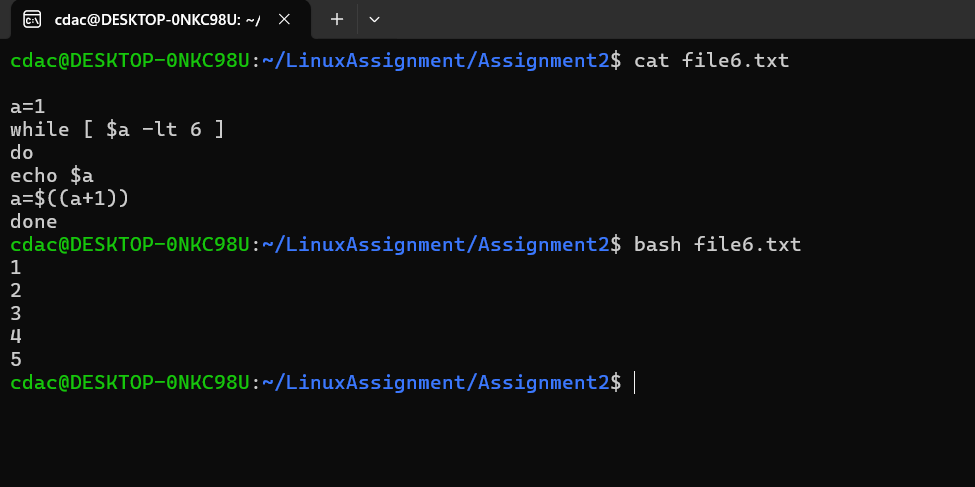 cdac@DESKTOP-0NKC98U: ~/
cdac@DESKTOP-0NKC98U:~/LinuxAssignment/Assignment2$ cat file6.txt
a=1
while [ $a -lt 6 ]
do
echo $a
a=$((a+1))
done
cdac@DESKTOP-0NKC98U:~/LinuxAssignment/Assignment2$ bash file6.txt
1
2
3
4
5
cdac@DESKTOP-0NKC98U:~/LinuxAssignment/Assignment2$